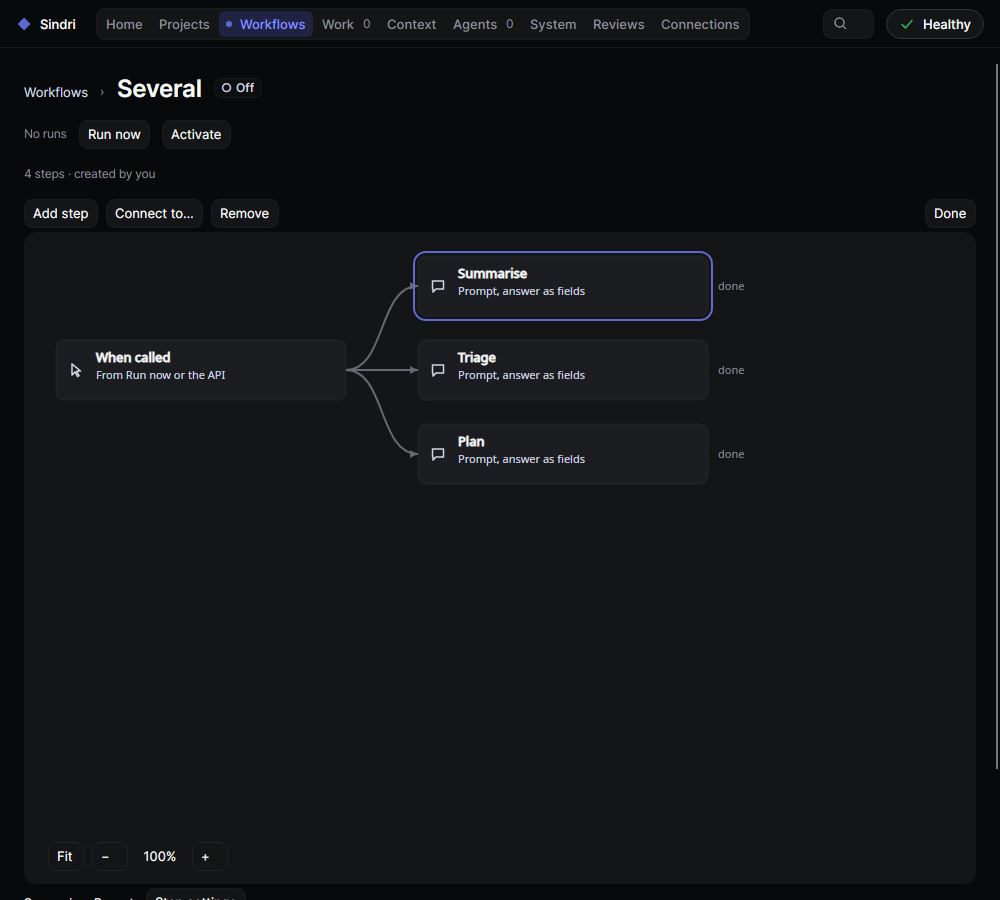 Sindri Home Projects Workflows Work 0 Context Agents 0 System Reviews Connections Healthy
Workflows › Several Off
No runs Run now Activate
4 steps · created by you
Add step Connect to... Remove Done
Summarise
Prompt, answer as fields
done
When called
From Run now or the API
Triage
Prompt, answer as fields
done
Plan
Prompt, answer as fields
done
Fit − 100% +